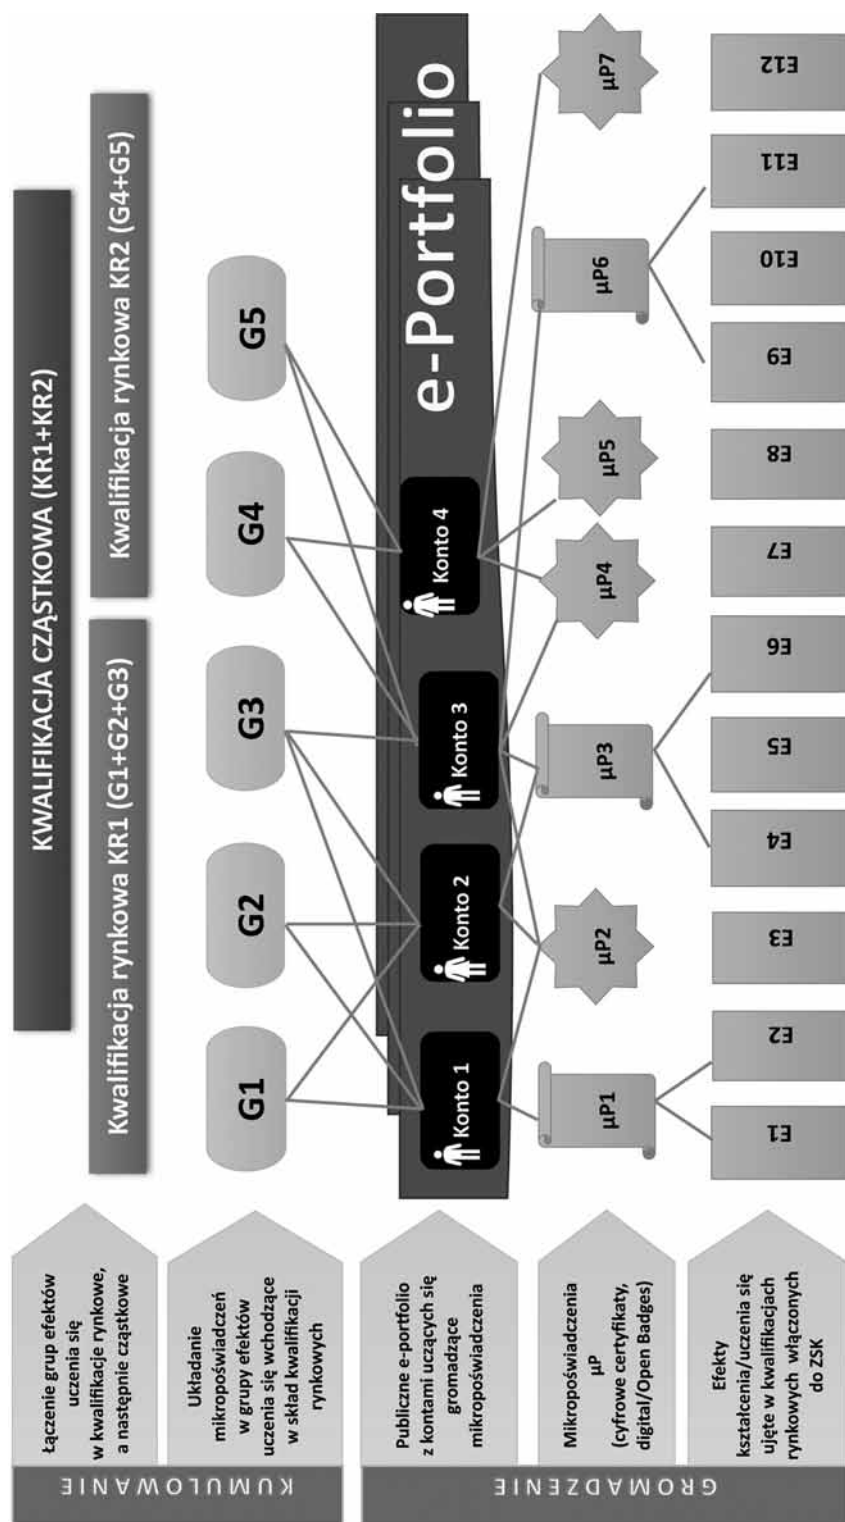 KWALIFIKACJA CZĄSTKOWA (KR1+KR2)
Kwalifikacja rynkowa KR1 (G1+G2+G3)
Kwalifikacja rynkowa KR2 (G4+G5)
G1
G2
G3
G4
G5
e-Portfolio
Konto 1
Konto 2
Konto 3
Konto 4
µP1
µP2
µP3
µP4
µP5
µP6
µP7
E1
E2
E3
E4
E5
E6
E7
E8
E9
E10
E11
E12
KUMULOWANIE
Łączenie grup efektów
uczenia się
w kwalifikacje rynkowe,
a następnie cząstkowe
Układanie
mikropoświadczeń
w grupy efektów
uczenia się wchodzące
w skład kwalifikacji
rynkowych
GROMADZENIE
Publiczne e-portfolio
z kontami uczących się
gromadzące
mikropoświadczenia
Mikropoświadczenia
µP
(cyfrowe certyfikaty,
digital/Open Badges)
Efekty
kształcenia/uczenia się
ujęte w kwalifikacjach
rynkowych włączonych
do ZSK